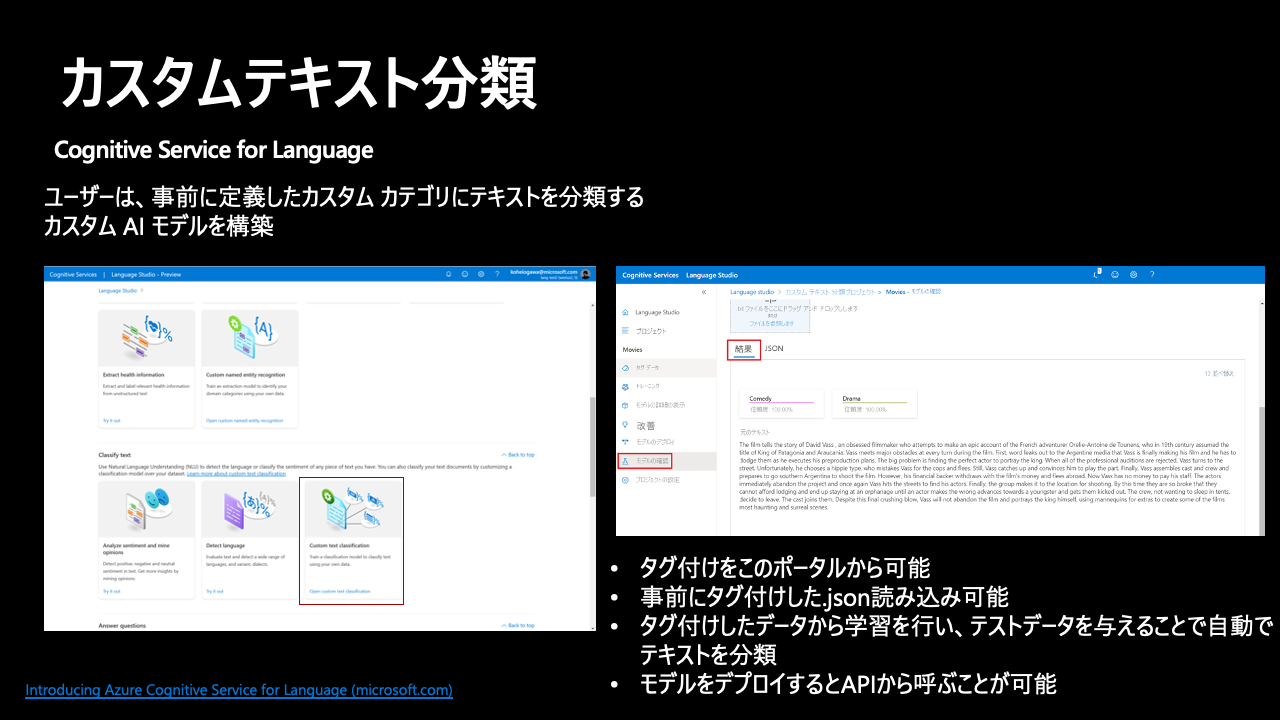 カスタムテキスト分類
Cognitive Service for Language
ユーザーは、事前に定義したカスタム カテゴリにテキストを分類する
カスタム AI モデルを構築
Cognitive Services | Language Studio - Preview
Language Studio >
Extract health information
Extract and label relevant health information
from unstructured text
Try it out
Custom named entity recognition
Train an extraction model to identify your
domain categories using your own data.
Open custom named entity recognition
Classify text
Back to top
Use Natural Language Understanding (NLU) to detect the language or classify the sentiment of any piece of text you have. You can also classify your text documents by customizing a
classification model over your dataset. Learn more about custom text classification
Analyze sentiment and mine
opinions
Detect positive, negative and neutral
sentiment in text. Get more insights by
mining opinions.
Try it out
Detect language
Evaluate text and detect a wide range of
languages, and variant, dialects.
Try it out
Custom text classification
Train a classification model to classify text
using your own data.
Open custom text classification
Answer questions
Back to top
Cognitive Services Language Studio
Language studio > カスタム テキスト 分類プロジェクト > Movies - モデルの確認
Language Studio
プロジェクト
Movies
タグ データ
トレーニング
モデルの詳細の表示
改善
モデルのデプロイ
モデルの確認
プロジェクトの設定
txt ファイルをここにドラッグ アンド ドロップします
または
ファイルを参照します
結果 JSON
並べ替え
Comedy
信頼度: 100.00%
Drama
信頼度: 100.00%
元のテキスト
The film tells the story of David Vass , an obsessed filmmaker who attempts to make an epic account of the French adventurer Orelie-Antoine de Tounens, who in 19th century assumed the
title of King of Patagonia and Araucania. Vass meets major obstacles at every turn during the film. First, word leaks out to the Argentine media that Vass is finally making his film and he has to
dodge them as he executes his preproduction plans. The big problem is finding the perfect actor to portray the king. When all of the professional auditions are rejected, Vass turns to the
street. Unfortunately, he chooses a hippie type, who mistakes Vass for the cops and flees. Still, Vass catches up and convinces him to play the part. Finally, Vass assembles cast and crew and
prepares to go southern Argentina to shoot the film. However, his financial backer withdraws with the film's money and flees abroad. Now Vass has no money to pay his staff. The actors
immediately abandon the project and once again Vass hits the streets to find his actors. Finally, the group makes it to the location for shooting. By this time they are so broke that they
cannot afford lodging and end up staying at an orphanage until an actor makes the wrong advances towards a youngster and gets them kicked out. The crew, not wanting to sleep in tents,
decide to leave. The cast joins them. Despite this final crushing blow, Vass will not abandon the film and portrays the king himself, using mannequins for extras to create some of the films
most haunting and surreal scenes.
• タグ付けをこのポータルから可能
• 事前にタグ付けした.json読み込み可能
• タグ付けしたデータから学習を行い、テストデータを与えることで自動で
テキストを分類
• モデルをデプロイするとAPIから呼ぶことが可能
Introducing Azure Cognitive Service for Language (microsoft.com)